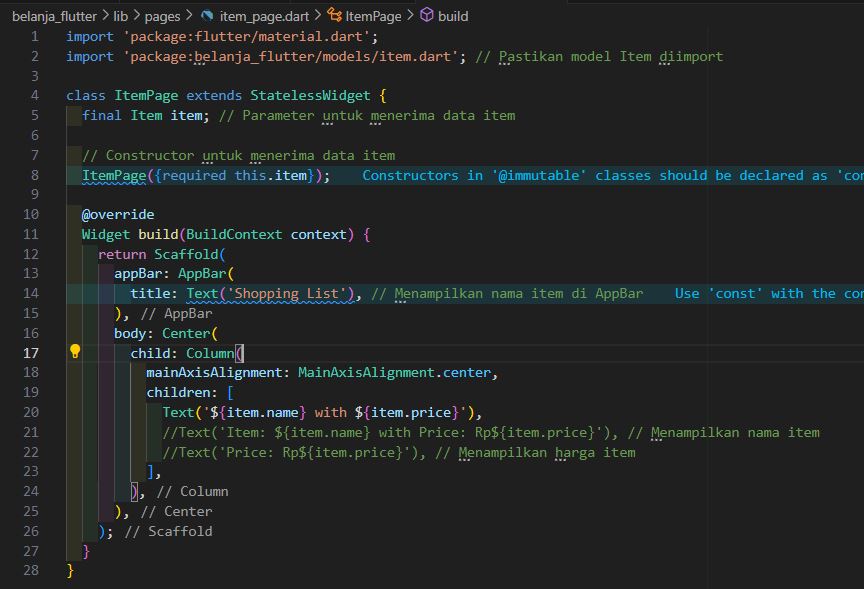 belanja_flutter > lib > pages > item_page.dart > ItemPage > build
1 import 'package:flutter/material.dart';
2 import 'package:belanja_flutter/models/item.dart'; // Pastikan model Item diimport
3
4 class ItemPage extends StatelessWidget {
5 final Item item; // Parameter untuk menerima data item
6
7 // Constructor untuk menerima data item
8 ItemPage({required this.item}); Constructors in '@immutable' classes should be declared as 'con
9
10 @override
11 Widget build(BuildContext context) {
12 return Scaffold(
13 appBar: AppBar(
14 title: Text('Shopping List'), // Menampilkan nama item di AppBar Use 'const' with the con
15 ), // AppBar
16 body: Center(
17 child: Column(
18 mainAxisAlignment: MainAxisAlignment.center,
19 children: [
20 Text('${item.name} with ${item.price}'),
21 //Text('Item: ${item.name} with Price: Rp${item.price}'), // Menampilkan nama item
22 //Text('Price: Rp${item.price}'), // Menampilkan harga item
23 ],
24 ), // Column
25 ), // Center
26 ); // Scaffold
27 }
28 }